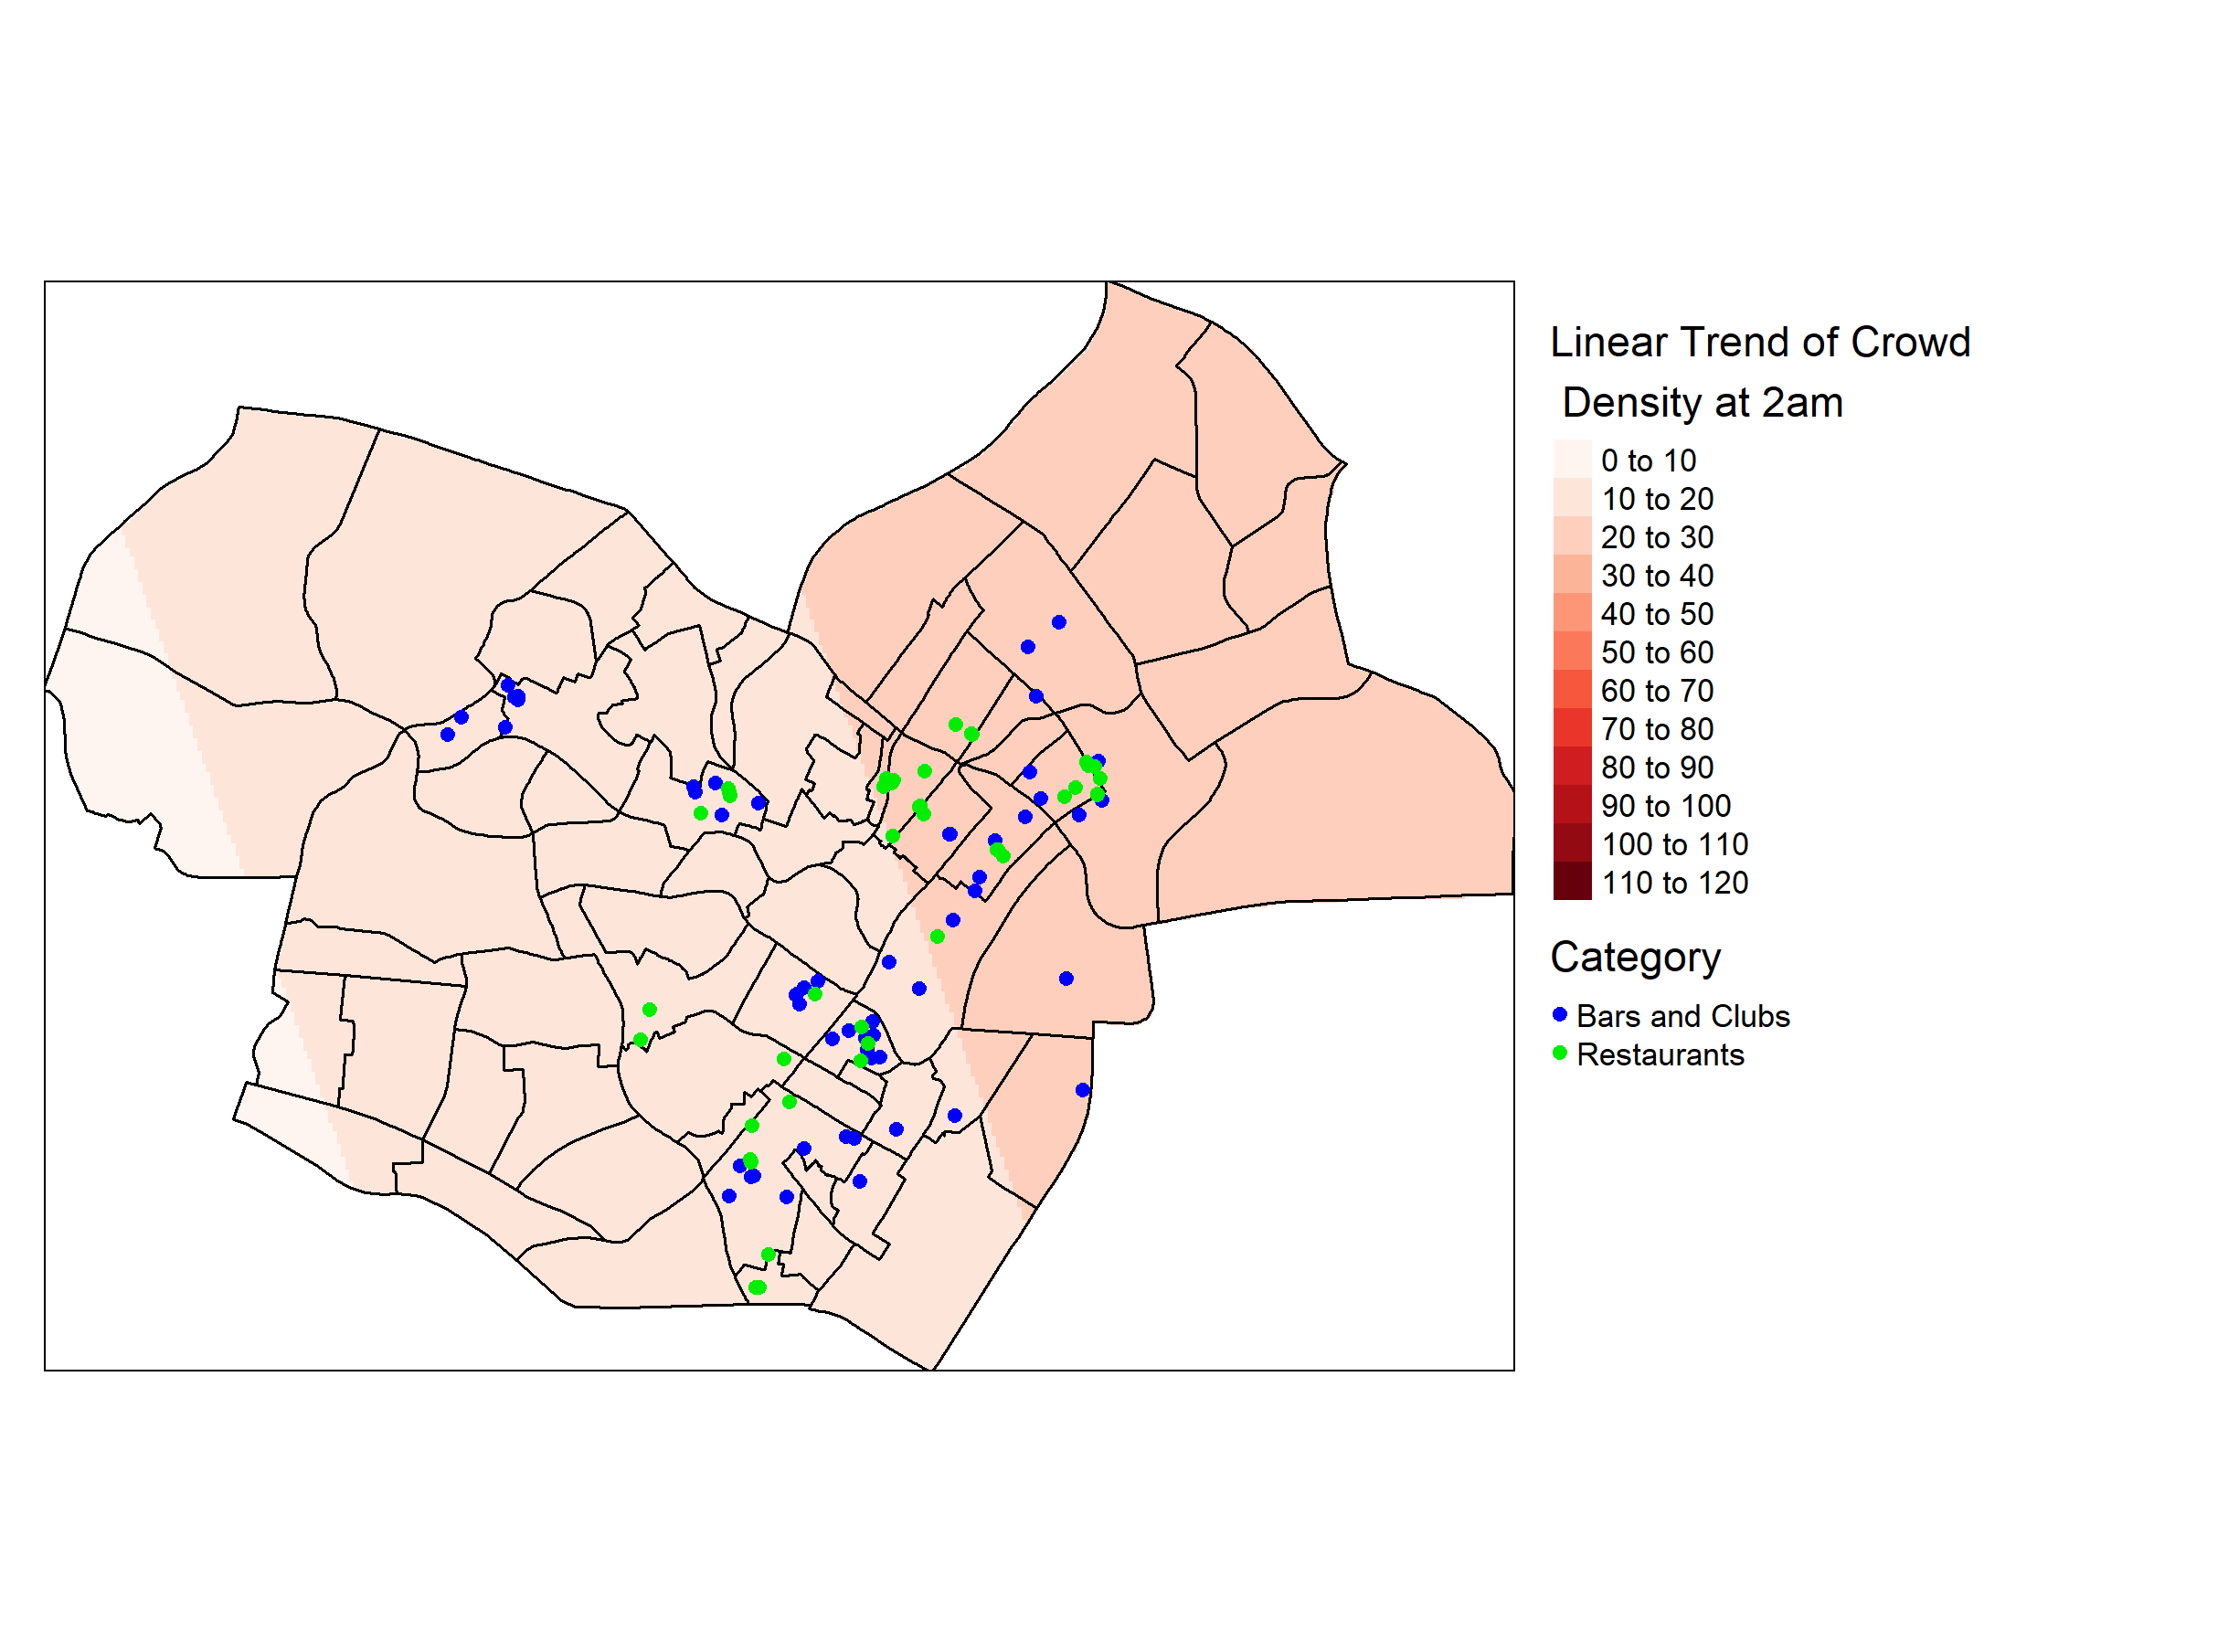 Linear Trend of Crowd
Density at 2am
0 to 10
10 to 20
20 to 30
30 to 40
40 to 50
50 to 60
60 to 70
70 to 80
80 to 90
90 to 100
100 to 110
110 to 120
Category
Bars and Clubs
Restaurants